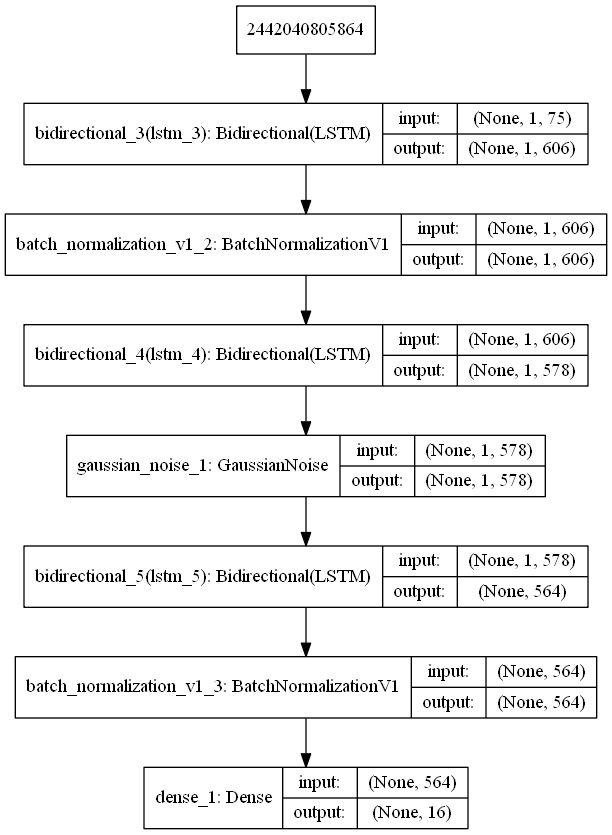 2442040805864
bidirectional_3(lstm_3): Bidirectional(LSTM)
input: (None, 1, 75)
output: (None, 1, 606)
batch_normalization_v1_2: BatchNormalizationV1
input: (None, 1, 606)
output: (None, 1, 606)
bidirectional_4(lstm_4): Bidirectional(LSTM)
input: (None, 1, 606)
output: (None, 1, 578)
gaussian_noise_1: GaussianNoise
input: (None, 1, 578)
output: (None, 1, 578)
bidirectional_5(lstm_5): Bidirectional(LSTM)
input: (None, 1, 578)
output: (None, 564)
batch_normalization_v1_3: BatchNormalizationV1
input: (None, 564)
output: (None, 564)
dense_1: Dense
input: (None, 564)
output: (None, 16)